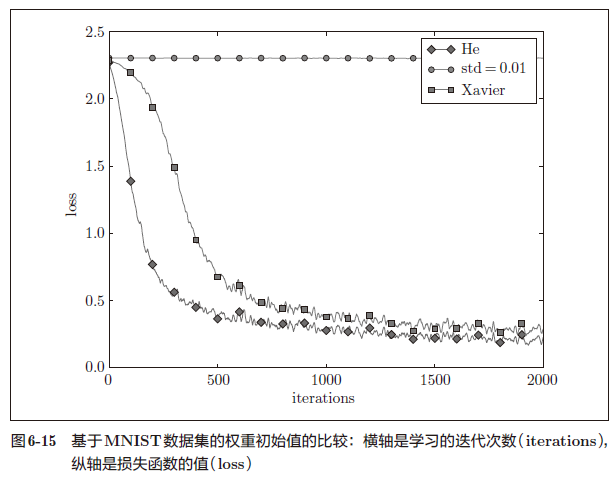 2.5
2.0
1.5
1.0
0.5
0.0
loss
He
std = 0.01
Xavier
0 500 1000 1500 2000
iterations
图6-15 基于MNIST数据集的权重初始值的比较：横轴是学习的迭代次数（iterations），
纵轴是损失函数的值（loss）